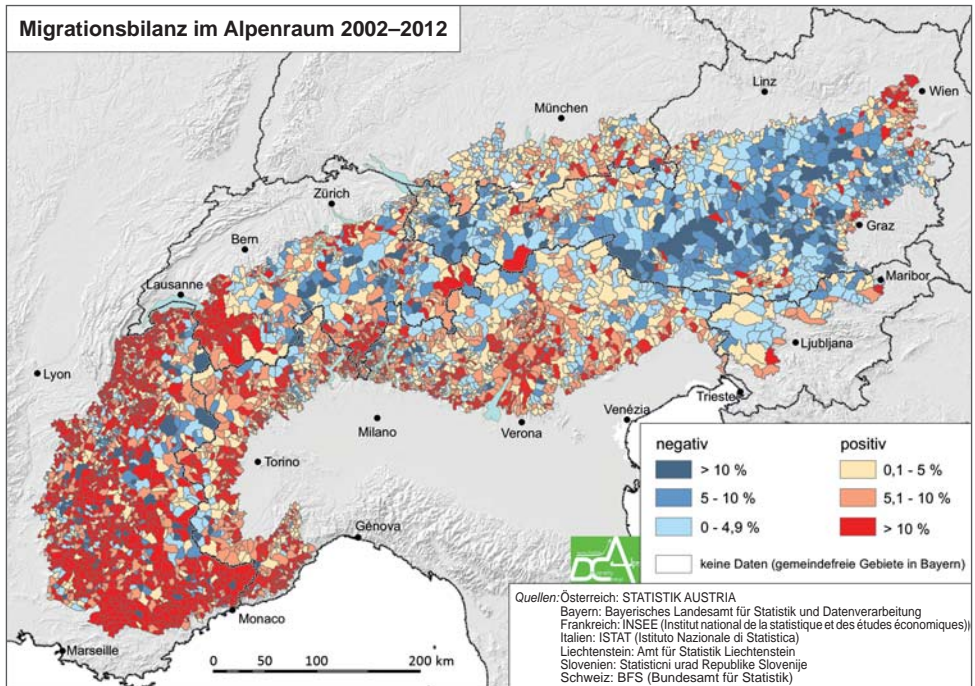 Migrationsbilanz im Alpenraum 2002–2012
Linz
Wien
München
Zürich
Bern
Graz
Maribor
Lausanne
Ljubljana
Lyon
Trieste
Venézia
Milano
Verona
Torino
Génova
Monaco
Marseille
0 50 100 200 km
negativ
> 10 %
5 - 10 %
0 - 4,9 %
positiv
0,1 - 5 %
5,1 - 10 %
> 10 %
keine Daten (gemeindefreie Gebiete in Bayern)
DCA
Quellen: Österreich: STATISTIK AUSTRIA
Bayern: Bayerisches Landesamt für Statistik und Datenverarbeitung
Frankreich: INSEE (Institut national de la statistique et des études économiques))
Italien: ISTAT (Istituto Nazionale di Statistica)
Liechtenstein: Amt für Statistik Liechtenstein
Slovenien: Statisticni urad Republike Slovenije
Schweiz: BFS (Bundesamt für Statistik)